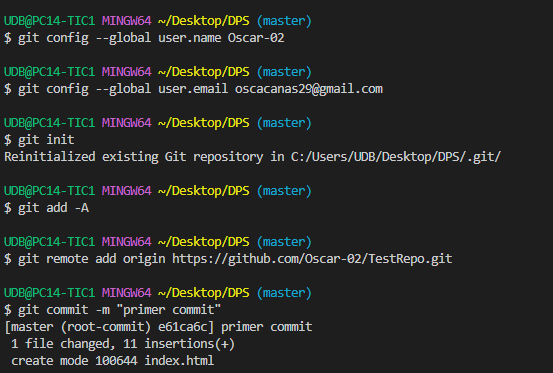 UDB@PC14-TIC1 MINGW64 ~/Desktop/DPS (master)
$ git config --global user.name Oscar-02
UDB@PC14-TIC1 MINGW64 ~/Desktop/DPS (master)
$ git config --global user.email oscacanas29@gmail.com
UDB@PC14-TIC1 MINGW64 ~/Desktop/DPS (master)
$ git init
Reinitialized existing Git repository in C:/Users/UDB/Desktop/DPS/.git/
UDB@PC14-TIC1 MINGW64 ~/Desktop/DPS (master)
$ git add -A
UDB@PC14-TIC1 MINGW64 ~/Desktop/DPS (master)
$ git remote add origin https://github.com/Oscar-02/TestRepo.git
UDB@PC14-TIC1 MINGW64 ~/Desktop/DPS (master)
$ git commit -m "primer commit"
[master (root-commit) e61ca6c] primer commit
 1 file changed, 11 insertions(+)
 create mode 100644 index.html